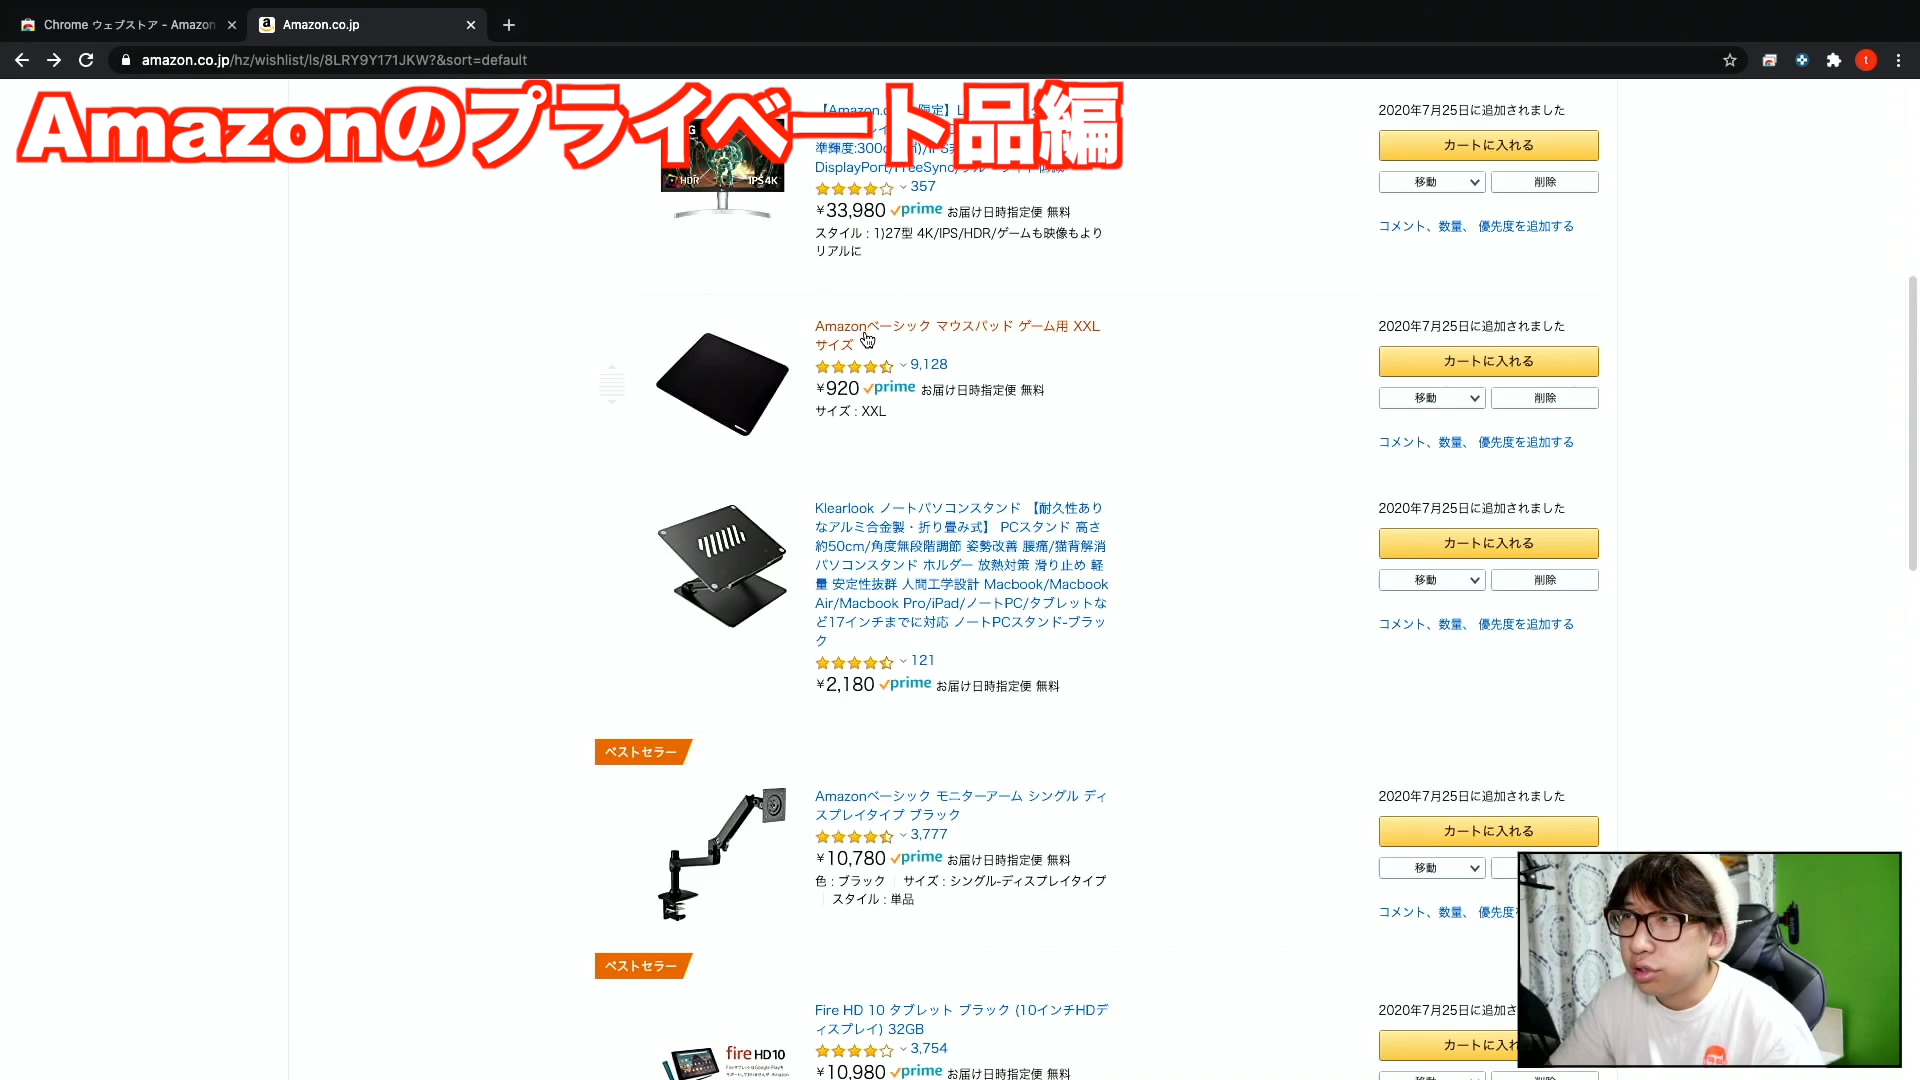 Chrome ウェブストア - Amazon
Amazon.co.jp
amazon.co.jp/hz/wishlist/ls/8LRY9Y171JKW?&sort=default
t
Amazonのプライベート品編
準輝度:300c
HDR
IPS4K
357
¥33,980 prime お届け日時指定便 無料
スタイル : 1)27型 4K/IPS/HDR/ゲームも映像もより
リアルに
2020年7月25日に追加されました
カートに入れる
移動
削除
コメント、数量、 優先度を追加する
Amazonベーシック マウスパッド ゲーム用 XXL
サイズ
9,128
¥920 prime お届け日時指定便 無料
サイズ : XXL
2020年7月25日に追加されました
カートに入れる
移動
削除
コメント、数量、 優先度を追加する
Klearlook ノートパソコンスタンド 【耐久性あり
なアルミ合金製・折り畳み式】 PCスタンド 高さ
約50cm/角度無段階調節 姿勢改善 腰痛/猫背解消
パソコンスタンド ホルダー 放熱対策 滑り止め 軽
量 安定性抜群 人間工学設計 Macbook/Macbook
Air/Macbook Pro/iPad/ノートPC/タブレットな
ど17インチまでに対応 ノートPCスタンド-ブラッ
ク
121
¥2,180 prime お届け日時指定便 無料
2020年7月25日に追加されました
カートに入れる
移動
削除
コメント、数量、 優先度を追加する
ベストセラー
Amazonベーシック モニターアーム シングル ディ
スプレイタイプ ブラック
3,777
¥10,780 prime お届け日時指定便 無料
色 : ブラック サイズ : シングル-ディスプレイタイプ
スタイル : 単品
2020年7月25日に追加されました
カートに入れる
移動
コメント、数量、 優先度
ベストセラー
Fire HD 10 タブレット ブラック (10インチHDデ
ィスプレイ) 32GB
fire HD10
3,754
¥10,980 prime お届け日時指定便 無料
2020年7月25日に追加さ
カートに入れ